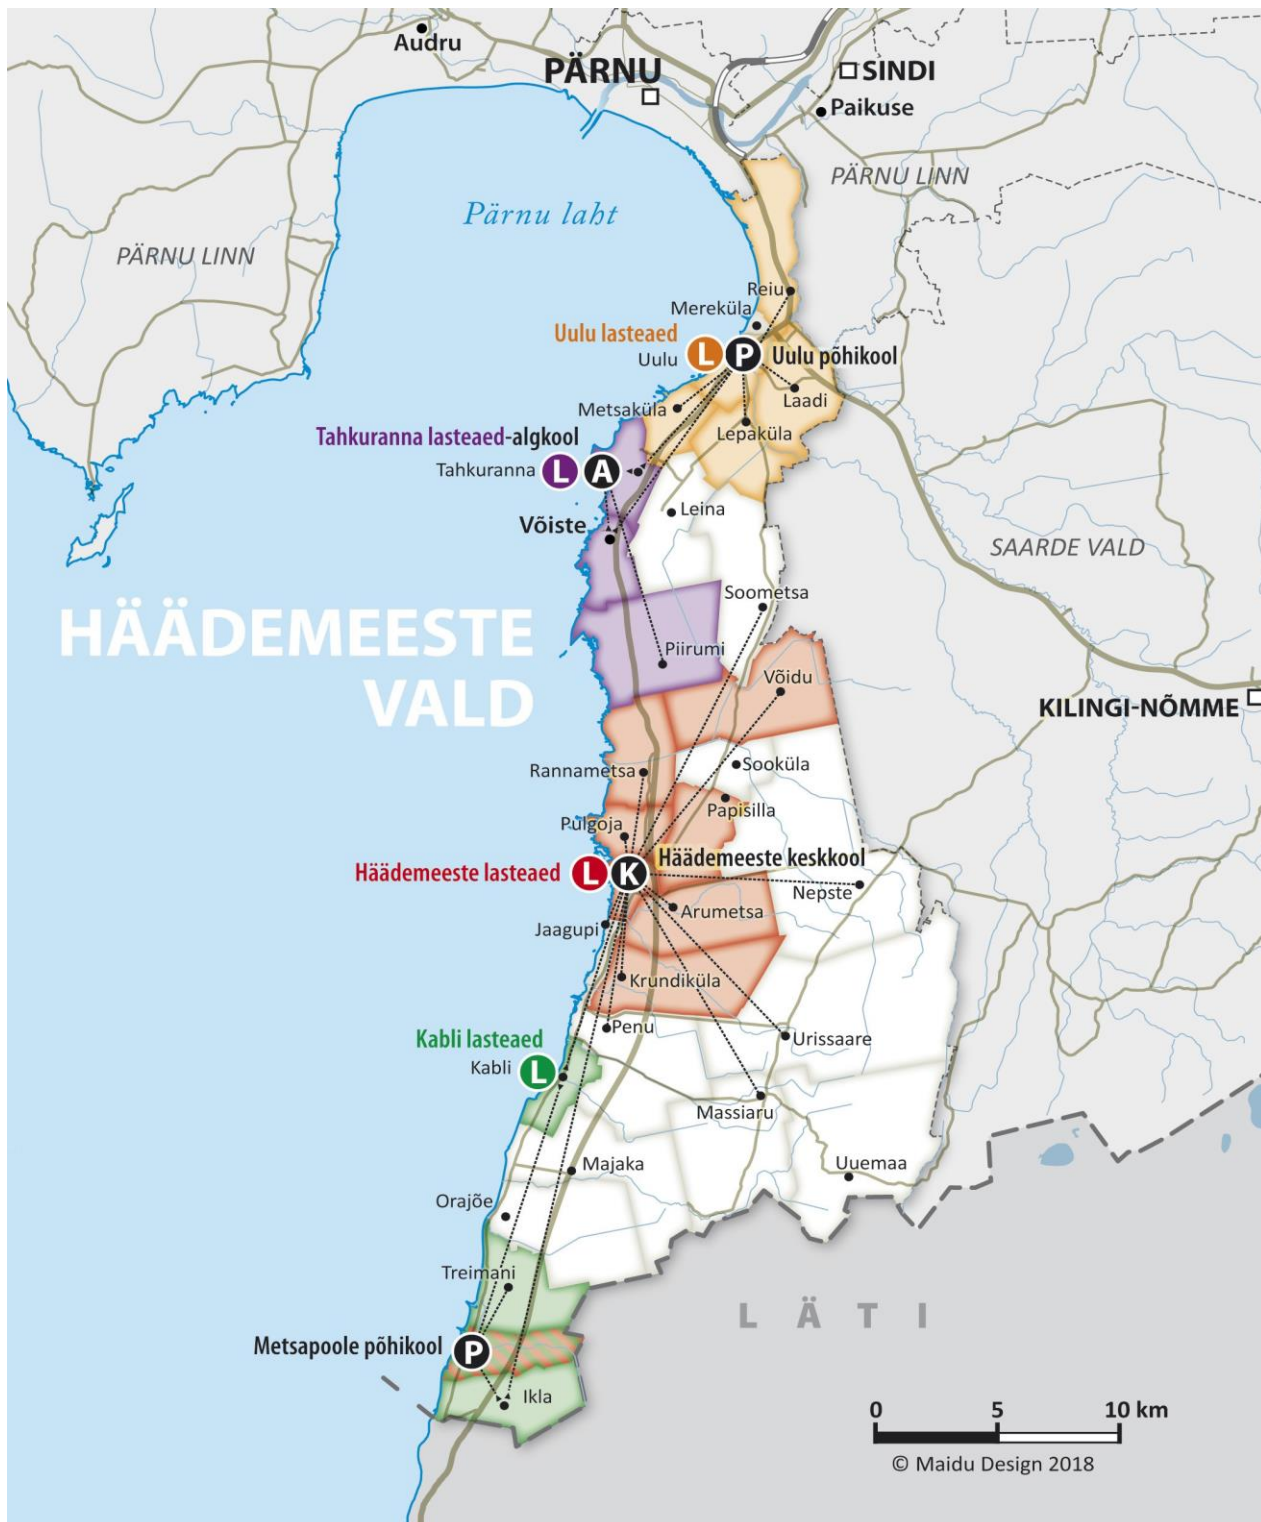 Audru
PÄRNU
SINDI
Paikuse
PÄRNU LINN
Pärnu laht
PÄRNU LINN
Reiu
Mereküla
Uulu lasteaed
Uulu
L
P
Uulu põhikool
Laadi
Metsaküla
Lepaküla
Tahkuranna lasteaed-algkool
Tahkuranna
L
A
Leina
Võiste
SAARDE VALD
HÄÄDEMEESTE
VALD
Soometsa
Piirumi
Võidu
KILINGI-NÕMME
Rannametsa
Sooküla
Papisilla
Pulgoja
Häädemeeste lasteaed
L
K
Häädemeeste keskkool
Nepste
Arumetsa
Jaagupi
Krundiküla
Penu
Urissaare
Kabli lasteaed
Kabli
L
Massiaru
Majaka
Uuemaa
Orajõe
Treimani
LÄTI
Metsapoole põhikool
P
Ikla
0 5 10 km
© Maidu Design 2018